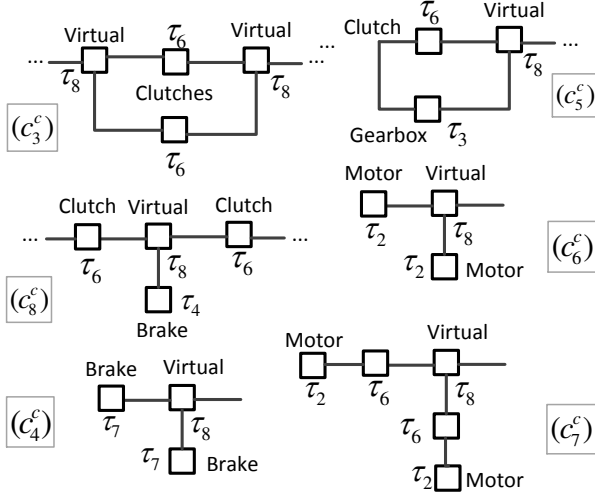 Virtual τ₆ Virtual
... τ₈ Clutches τ₈ ...
(c₃ᶜ) τ₆
τ₆ Virtual
Clutch
... τ₈ ...
Gearbox τ₃ (c₅ᶜ)
Clutch Virtual Clutch
... τ₆ τ₈ τ₆ ...
(c₈ᶜ) τ₄
Brake
Motor Virtual
τ₂ τ₈
τ₂ Motor (c₆ᶜ)
Brake Virtual
τ₇ τ₈
(c₄ᶜ) τ₇ Brake
Motor Virtual
τ₂ τ₆ τ₈
τ₆ (c₇ᶜ)
τ₂ Motor